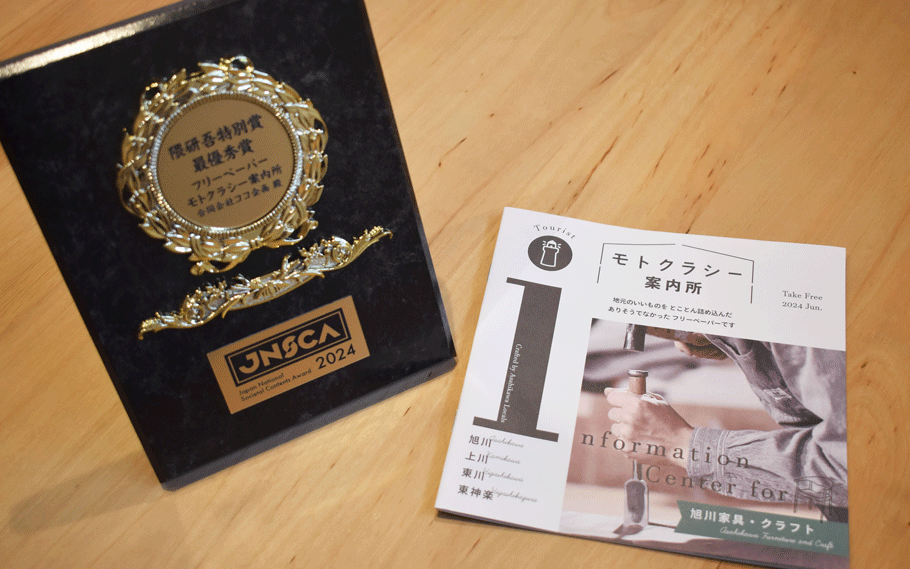 隈研吾特別賞
最優秀賞
フリーペーパー
モトクラシー案内所
合同会社ココ企画 殿
JNSCA
Japan National
Societal Contents Award
2024
Tourist
モトクラシー
案内所
地元のいいものを とことん詰め込んだ
ありそうでなかった フリーペーパーです
Take Free
2024 Jun.
Crafted by Asahikawa Locals
Information
Center for
旭川 Asahikawa
上川 Kamikawa
東川 Higashikawa
東神楽 Higashikagura
旭川家具・クラフト
Asahikawa Furniture and Craft